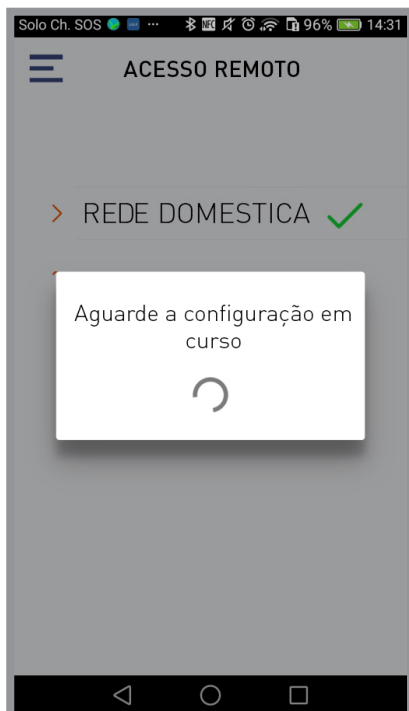 Solo Ch. SOS ... 96% 14:31
ACESSO REMOTO
REDE DOMESTICA
Aguarde a configuração em
curso